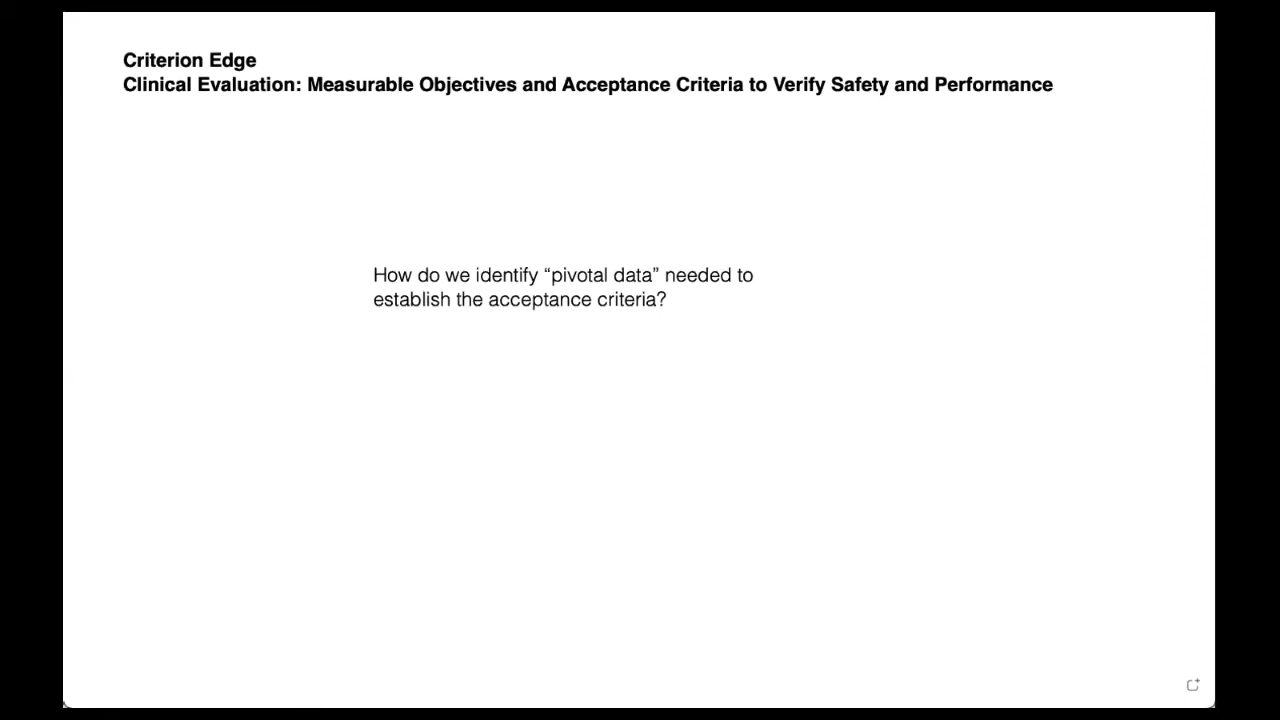 Criterion Edge
Clinical Evaluation: Measurable Objectives and Acceptance Criteria to Verify Safety and Performance
How do we identify “pivotal data” needed to
establish the acceptance criteria?